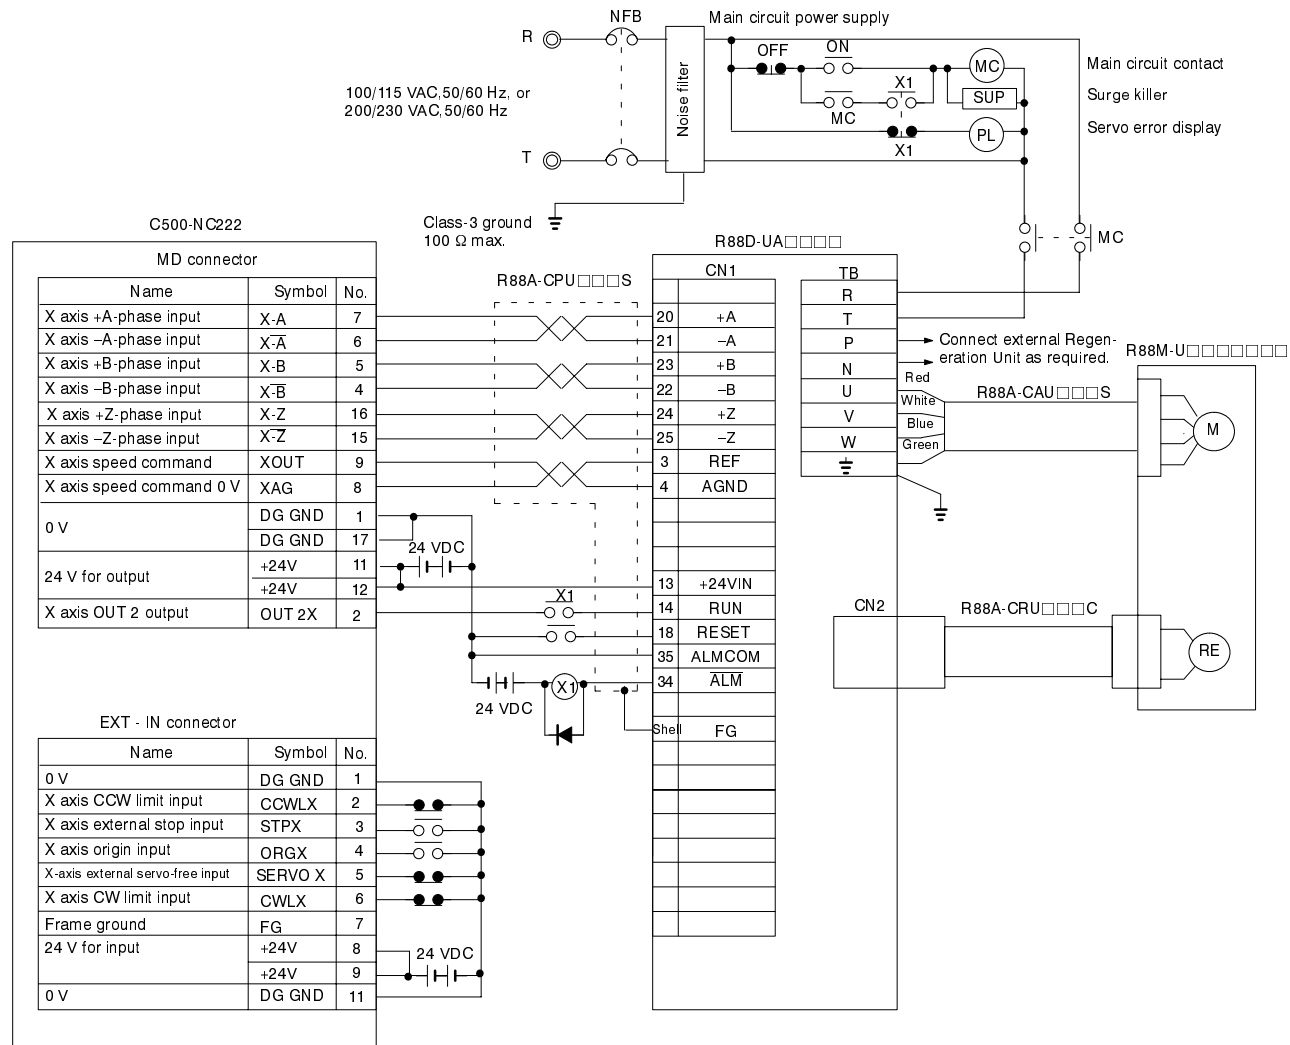 NFB
Main circuit power supply
R
OFF
ON
MC
Main circuit contact
100/115 VAC,50/60 Hz, or
200/230 VAC,50/60 Hz
Noise filter
X1
SUP
Surge killer
MC
PL
Servo error display
X1
T
Class-3 ground
100 Ω max.
MC
C500-NC222
MD connector
Name Symbol No.
X axis +A-phase input X-A 7
X axis –A-phase input X-A̅ 6
X axis +B-phase input X-B 5
X axis –B-phase input X-B̅ 4
X axis +Z-phase input X-Z 16
X axis –Z-phase input X-Z̅ 15
X axis speed command XOUT 9
X axis speed command 0 V XAG 8
0 V DG GND 1
DG GND 17
24 V for output +24V 11
+24V 12
X axis OUT 2 output OUT 2X 2
24 VDC
X1
24 VDC
X1
R88A-CPU□□□S
R88D-UA□□□□
CN1
20 +A
21 –A
23 +B
22 –B
24 +Z
25 –Z
3 REF
4 AGND
13 +24VIN
14 RUN
18 RESET
35 ALMCOM
34 A̅L̅M̅
Shell FG
TB
R
T
P
N
U
V
W
Connect external Regen-
eration Unit as required.
Red
White
Blue
Green
R88A-CAU□□□S
R88M-U□□□□□□□
M
CN2
R88A-CRU□□□C
RE
EXT - IN connector
Name Symbol No.
0 V DG GND 1
X axis CCW limit input CCWLX 2
X axis external stop input STPX 3
X axis origin input ORGX 4
X-axis external servo-free input SERVO X 5
X axis CW limit input CWLX 6
Frame ground FG 7
24 V for input +24V 8
+24V 9
0 V DG GND 11
24 VDC